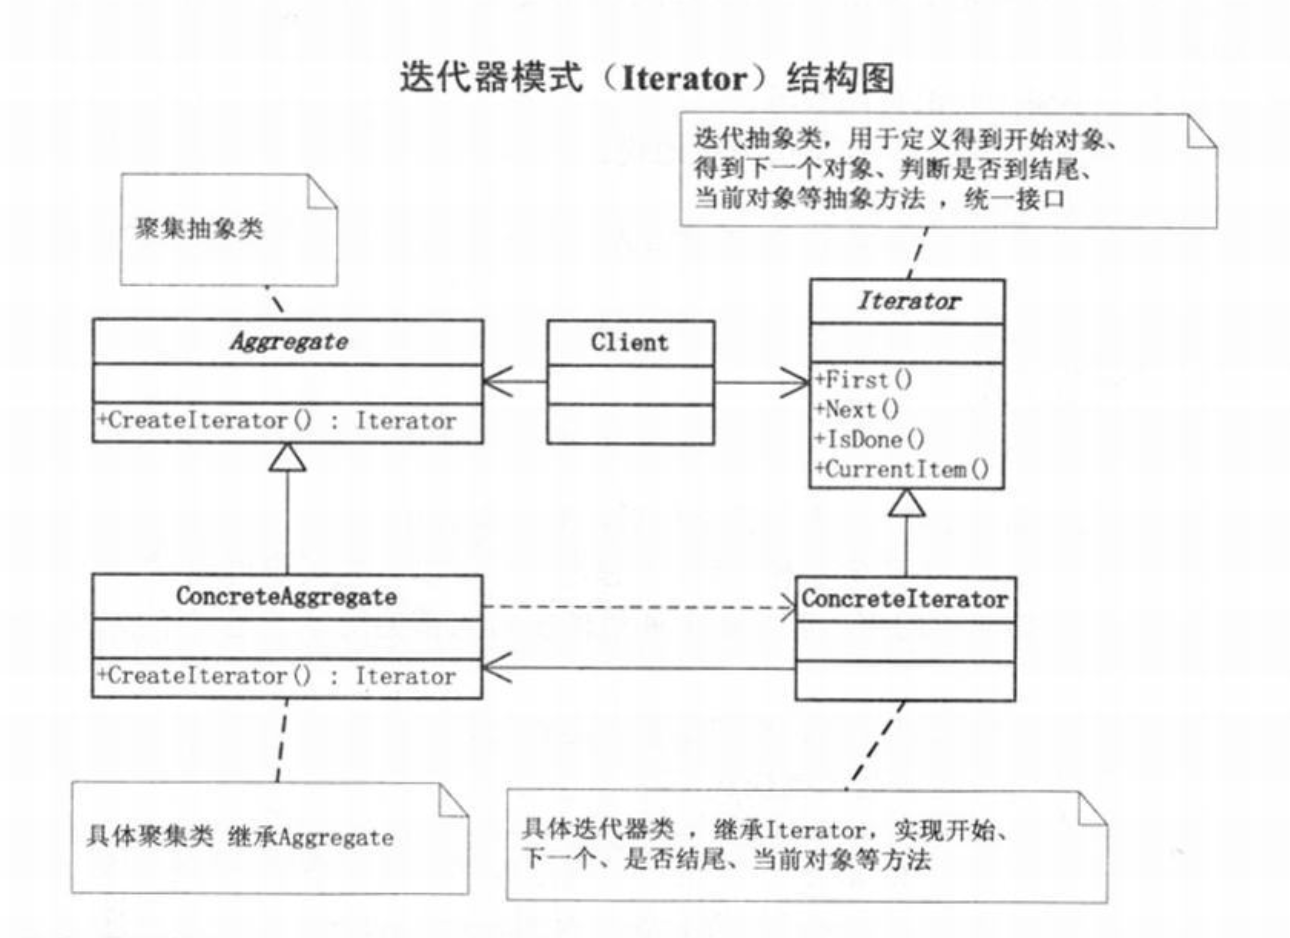 迭代器模式（Iterator）结构图
迭代抽象类，用于定义得到开始对象、
得到下一个对象、判断是否到结尾、
当前对象等抽象方法 ，统一接口
聚集抽象类
Iterator
Aggregate
Client
+First()
+Next()
+IsDone()
+CurrentItem()
+CreateIterator() : Iterator
ConcreteAggregate
ConcreteIterator
+CreateIterator() : Iterator
具体聚集类 继承Aggregate
具体迭代器类 ，继承Iterator，实现开始、
下一个、是否结尾、当前对象等方法